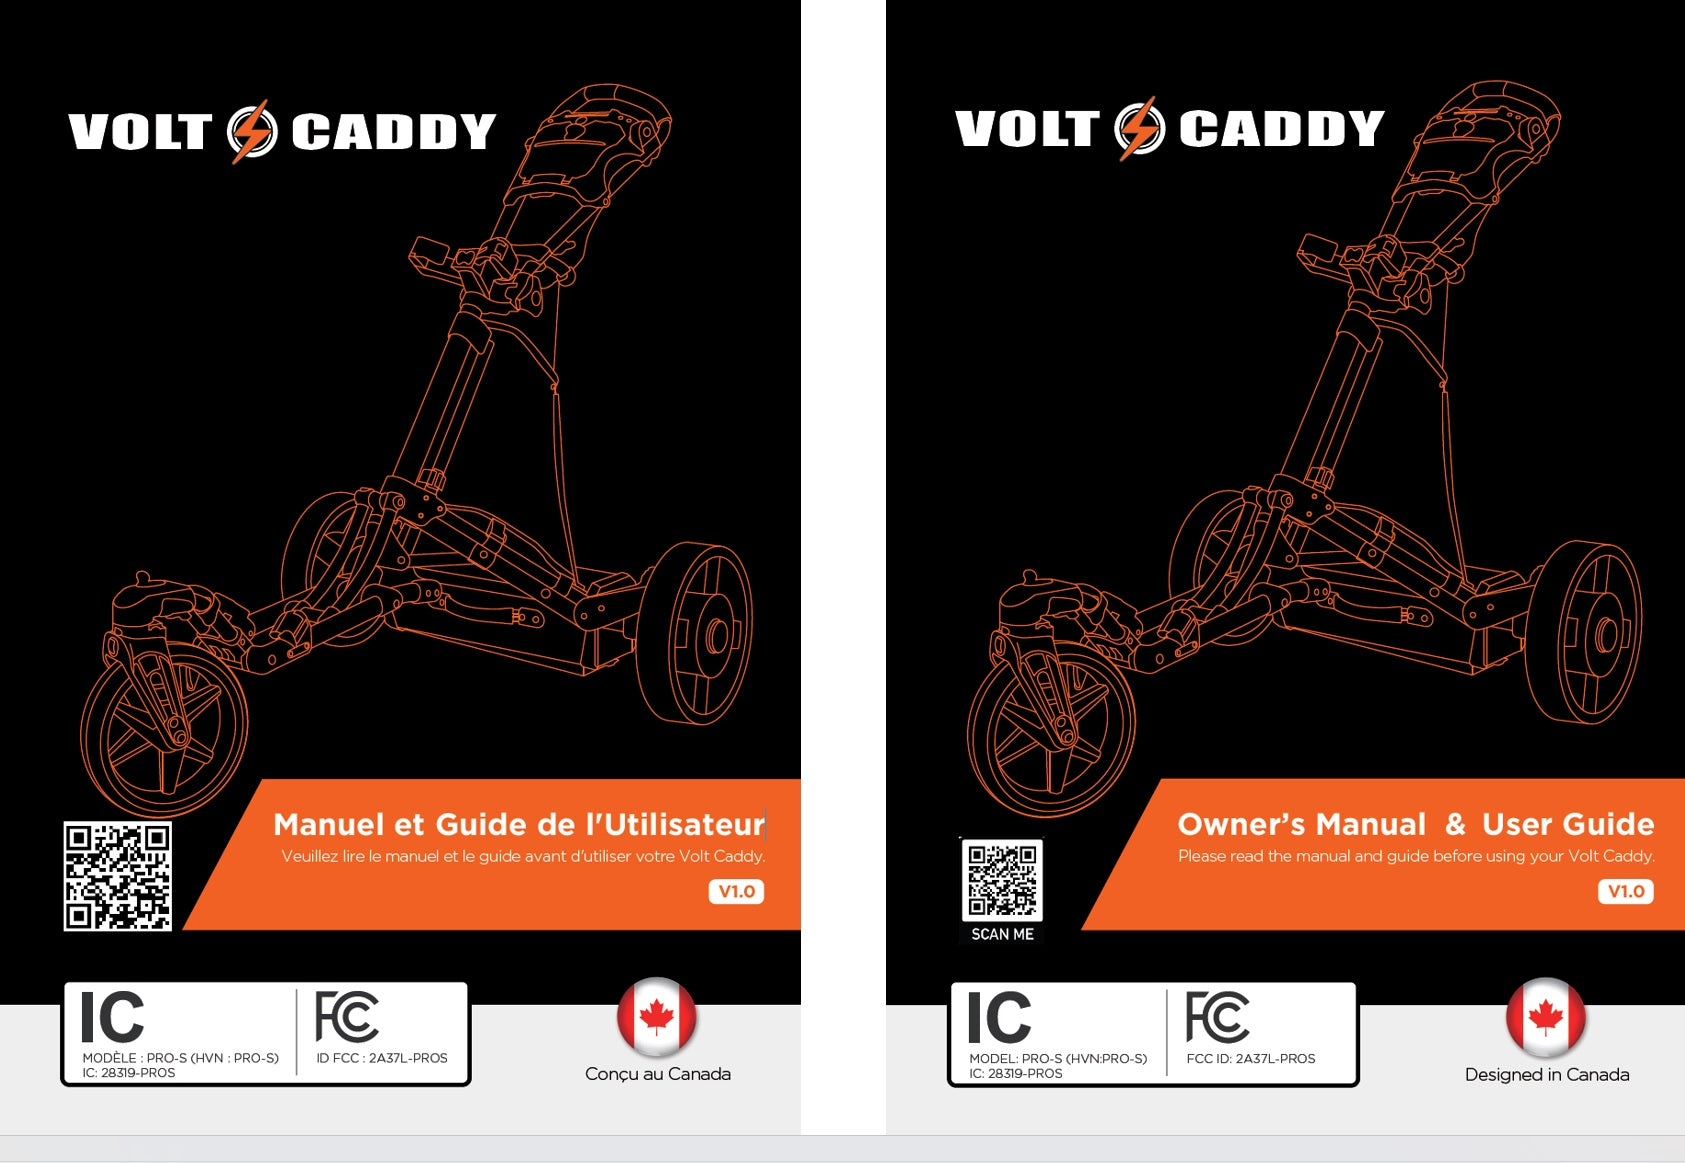 VOLT CADDY
Manuel et Guide de l'Utilisateur
Veuillez lire le manuel et le guide avant d'utiliser votre Volt Caddy.
V1.0
IC
MODÈLE : PRO-S (HVN : PRO-S)
IC: 28319-PROS
FCC
ID FCC : 2A37L-PROS
Conçu au Canada
VOLT CADDY
Owner’s Manual & User Guide
Please read the manual and guide before using your Volt Caddy.
V1.0
SCAN ME
IC
MODEL: PRO-S (HVN:PRO-S)
IC: 28319-PROS
FCC
FCC ID: 2A37L-PROS
Designed in Canada